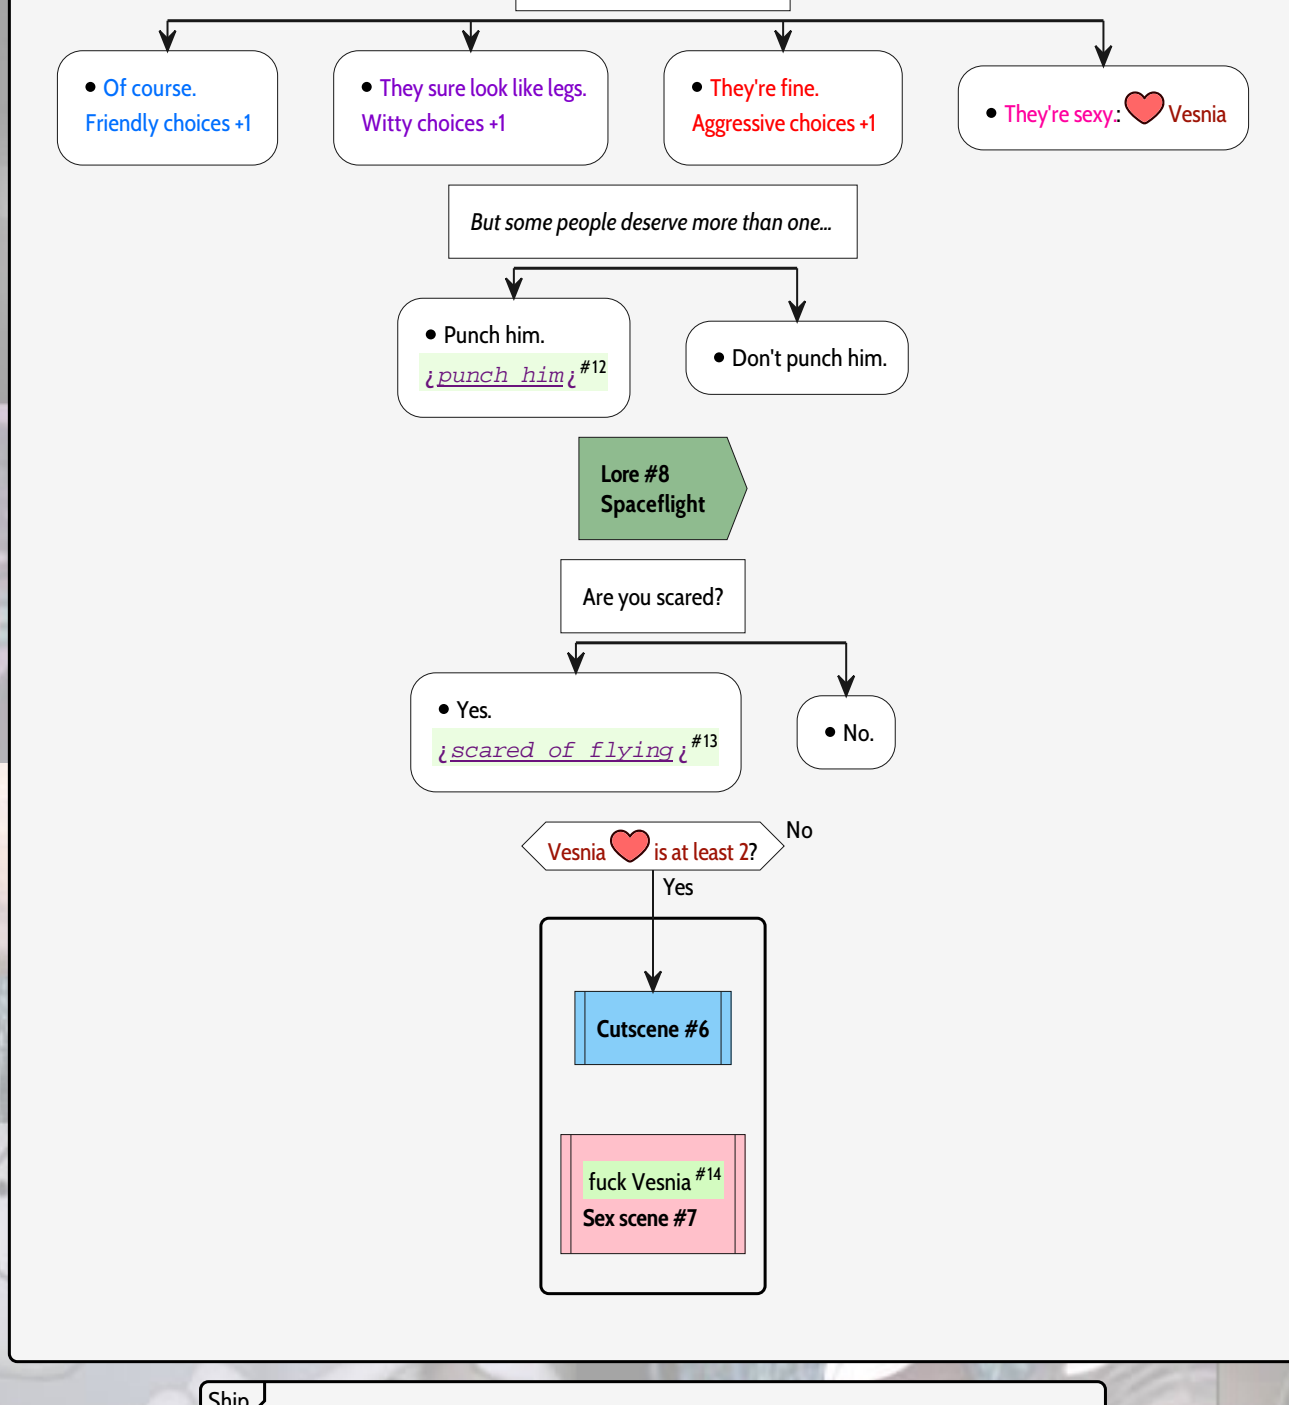 • Of course.
Friendly choices +1
• They sure look like legs.
Witty choices +1
• They're fine.
Aggressive choices +1
• They're sexy.: Vesnia
But some people deserve more than one...
• Punch him.
¿punch him¿ #12
• Don't punch him.
Lore #8
Spaceflight
Are you scared?
• Yes.
¿scared of flying¿ #13
• No.
Vesnia is at least 2?
No
Yes
Cutscene #6
fuck Vesnia #14
Sex scene #7
Ship